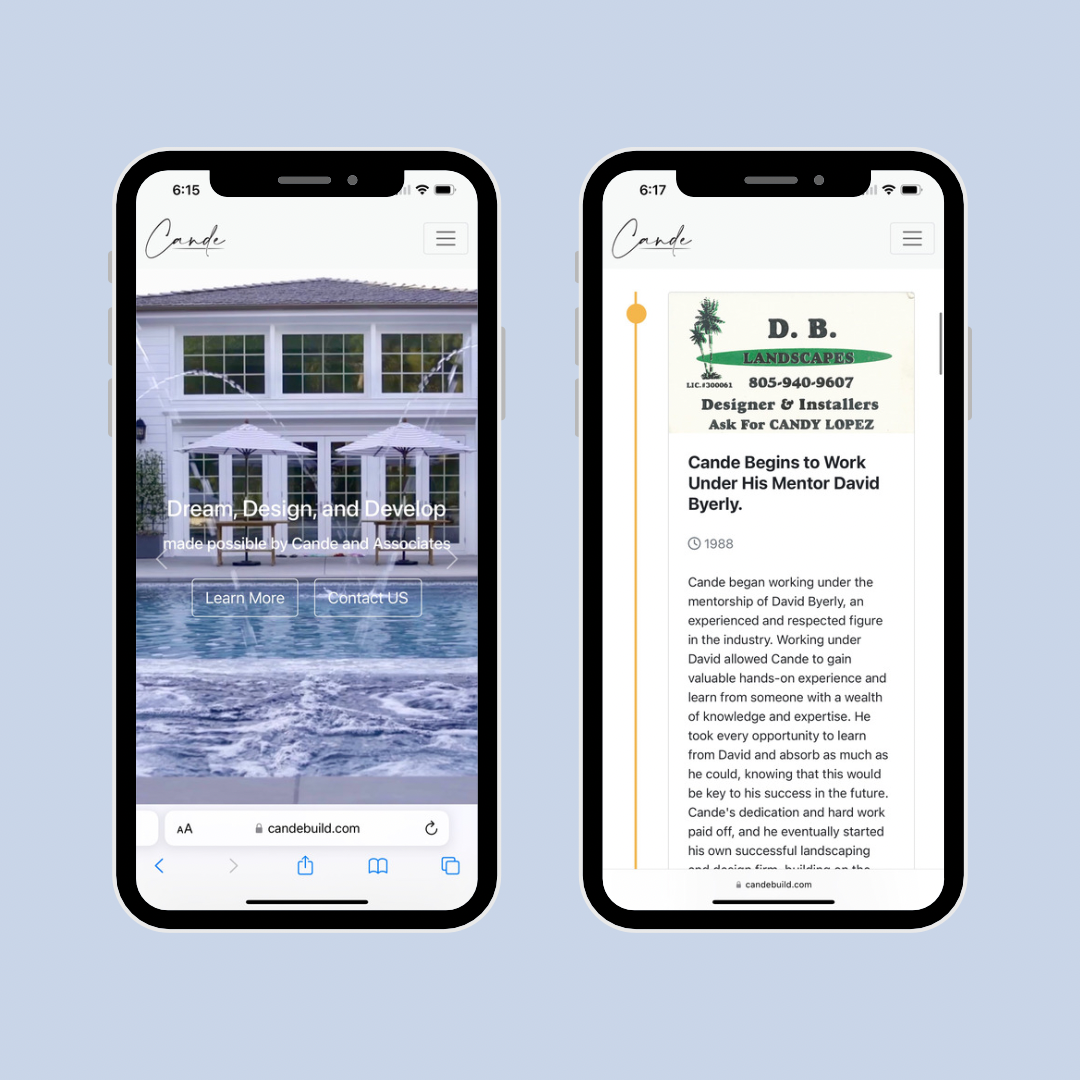 6:15
Cande
Dream, Design, and Develop
made possible by Cande and Associates
Learn More
Contact US
AA
candebuild.com
6:17
Cande
D. B.
LANDSCAPES
LIC.#300061
805-940-9607
Designer & Installers
Ask For CANDY LOPEZ
Cande Begins to Work
Under His Mentor David
Byerly.
1988
Cande began working under the
mentorship of David Byerly, an
experienced and respected figure
in the industry. Working under
David allowed Cande to gain
valuable hands-on experience and
learn from someone with a wealth
of knowledge and expertise. He
took every opportunity to learn
from David and absorb as much as
he could, knowing that this would
be key to his success in the future.
Cande's dedication and hard work
paid off, and he eventually started
his own successful landscaping
and design firm, building on the
candebuild.com